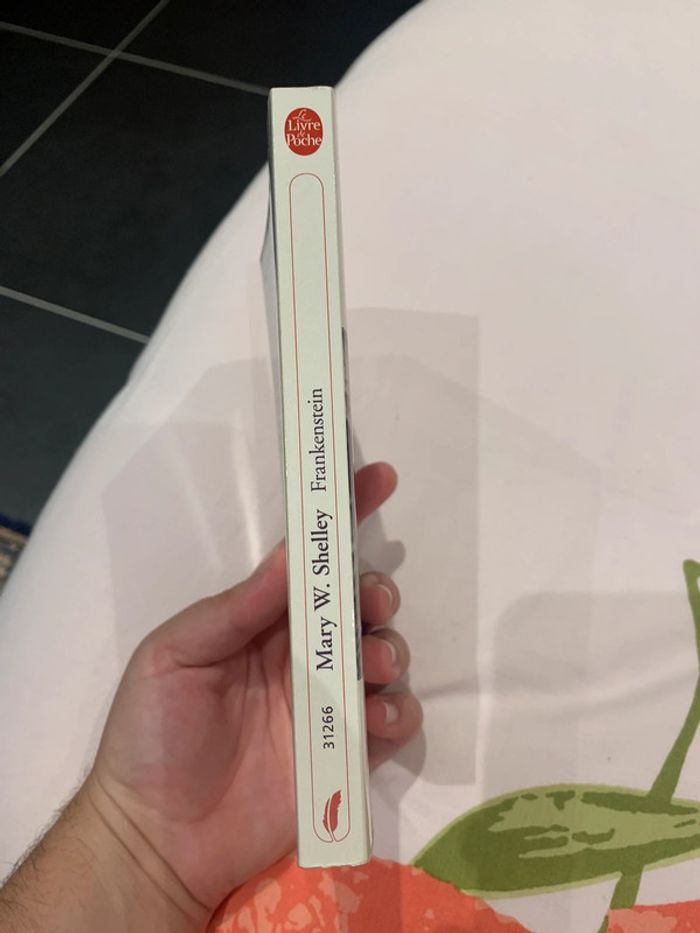 Le
Livre
de
Poche
Mary W. Shelley Frankenstein
31266